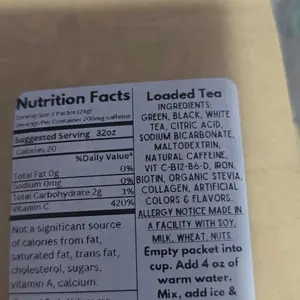 Nutrition Facts
Serving Size: 1 Packet (2g)
Servings Per Container 200mg caffeine
Suggested Serving 32oz
Calories 20
%Daily Value*
Total Fat 0g 0%
Sodium 0mg 0%
Total Carbohydrate 2g 1%
Vitamin C 420%
Not a significant source
of calories from fat,
saturated fat, trans fat,
cholesterol, sugars,
vitamin A, calcium.
Loaded Tea
INGREDIENTS:
GREEN, BLACK, WHITE
TEA, CITRIC ACID,
SODIUM BICARBONATE,
MALTODEXTRIN,
NATURAL CAFFEINE,
VIT C-B12-B6-D, IRON,
BIOTIN, ORGANIC STEVIA,
COLLAGEN, ARTIFICIAL
COLORS & FLAVORS.
ALLERGY NOTICE MADE IN
A FACILITY WITH SOY,
MILK, WHEAT, NUTS
Empty packet into
cup. Add 4 oz of
warm water.
Mix, add ice &